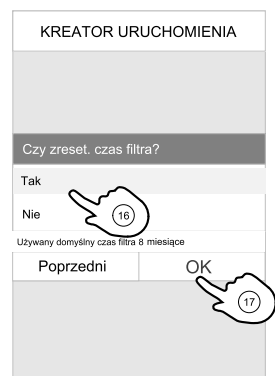 KREATOR URUCHOMIENIA
Czy zreset. czas filtra?
Tak
16
Nie
Używany domyślny czas filtra 8 miesiące
Poprzedni OK
17